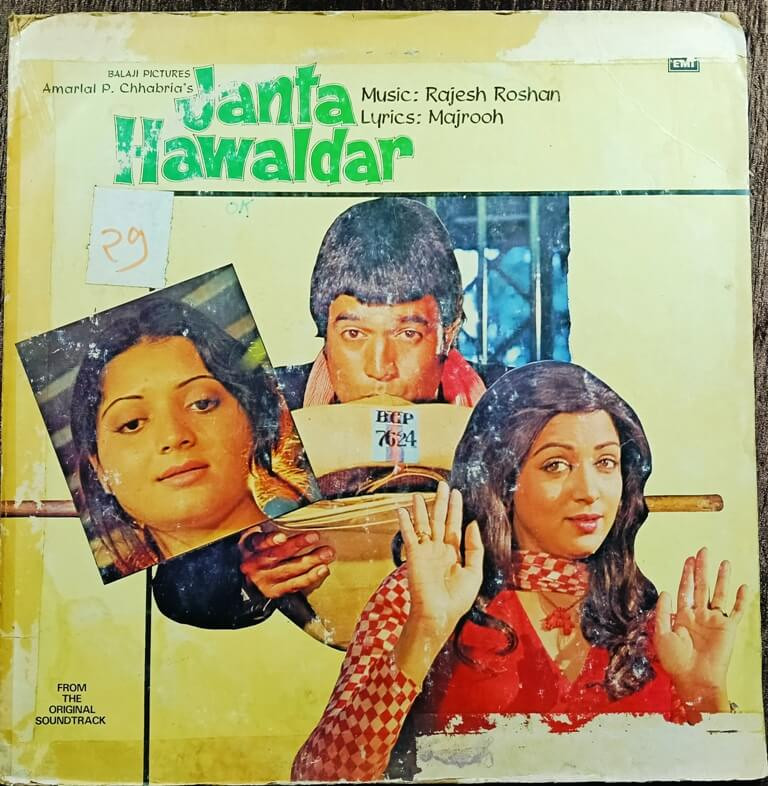 BALAJI PICTURES
Amarlal P. Chhabria's
Janta
Hawaldar
Music: Rajesh Roshan
Lyrics: Majrooh
EMI
OK
29
BGP
7624
FROM
THE
ORIGINAL
SOUNDTRACK